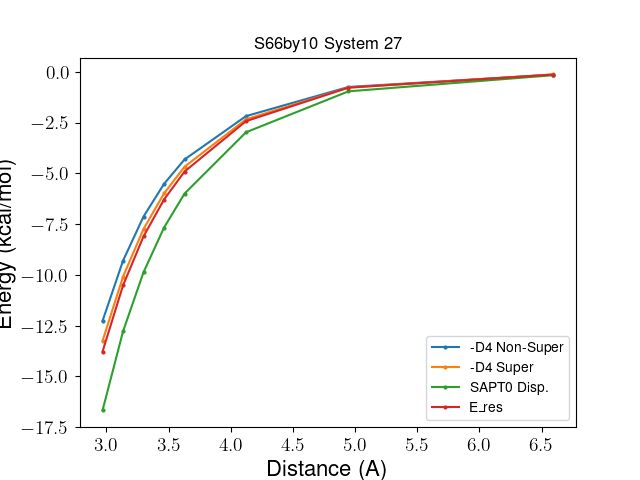 S66by10 System 27
Energy (kcal/mol)
0.0
−2.5
−5.0
−7.5
−10.0
−12.5
−15.0
−17.5
-D4 Non-Super
-D4 Super
SAPT0 Disp.
E_res
3.0 3.5 4.0 4.5 5.0 5.5 6.0 6.5
Distance (A)